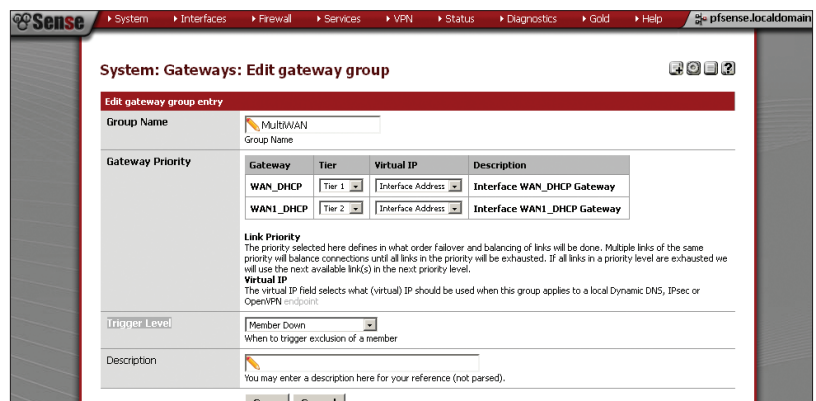 Sense
System
Interfaces
Firewall
Services
VPN
Status
Diagnostics
Gold
Help
pfsense.localdomain
System: Gateways: Edit gateway group
Edit gateway group entry
Group Name
MultiWAN
Group Name
Gateway Priority
Gateway Tier Virtual IP Description
WAN_DHCP Tier 1 Interface Address Interface WAN_DHCP Gateway
WAN1_DHCP Tier 2 Interface Address Interface WAN1_DHCP Gateway
Link Priority
The priority selected here defines in what order failover and balancing of links will be done. Multiple links of the same
priority will balance connections until all links in the priority will be exhausted. If all links in a priority level are exhausted we
will use the next available link(s) in the next priority level.
Virtual IP
The virtual IP field selects what (virtual) IP should be used when this group applies to a local Dynamic DNS, IPsec or
OpenVPN endpoint
Trigger Level
Member Down
When to trigger exclusion of a member
Description
You may enter a description here for your reference (not parsed).